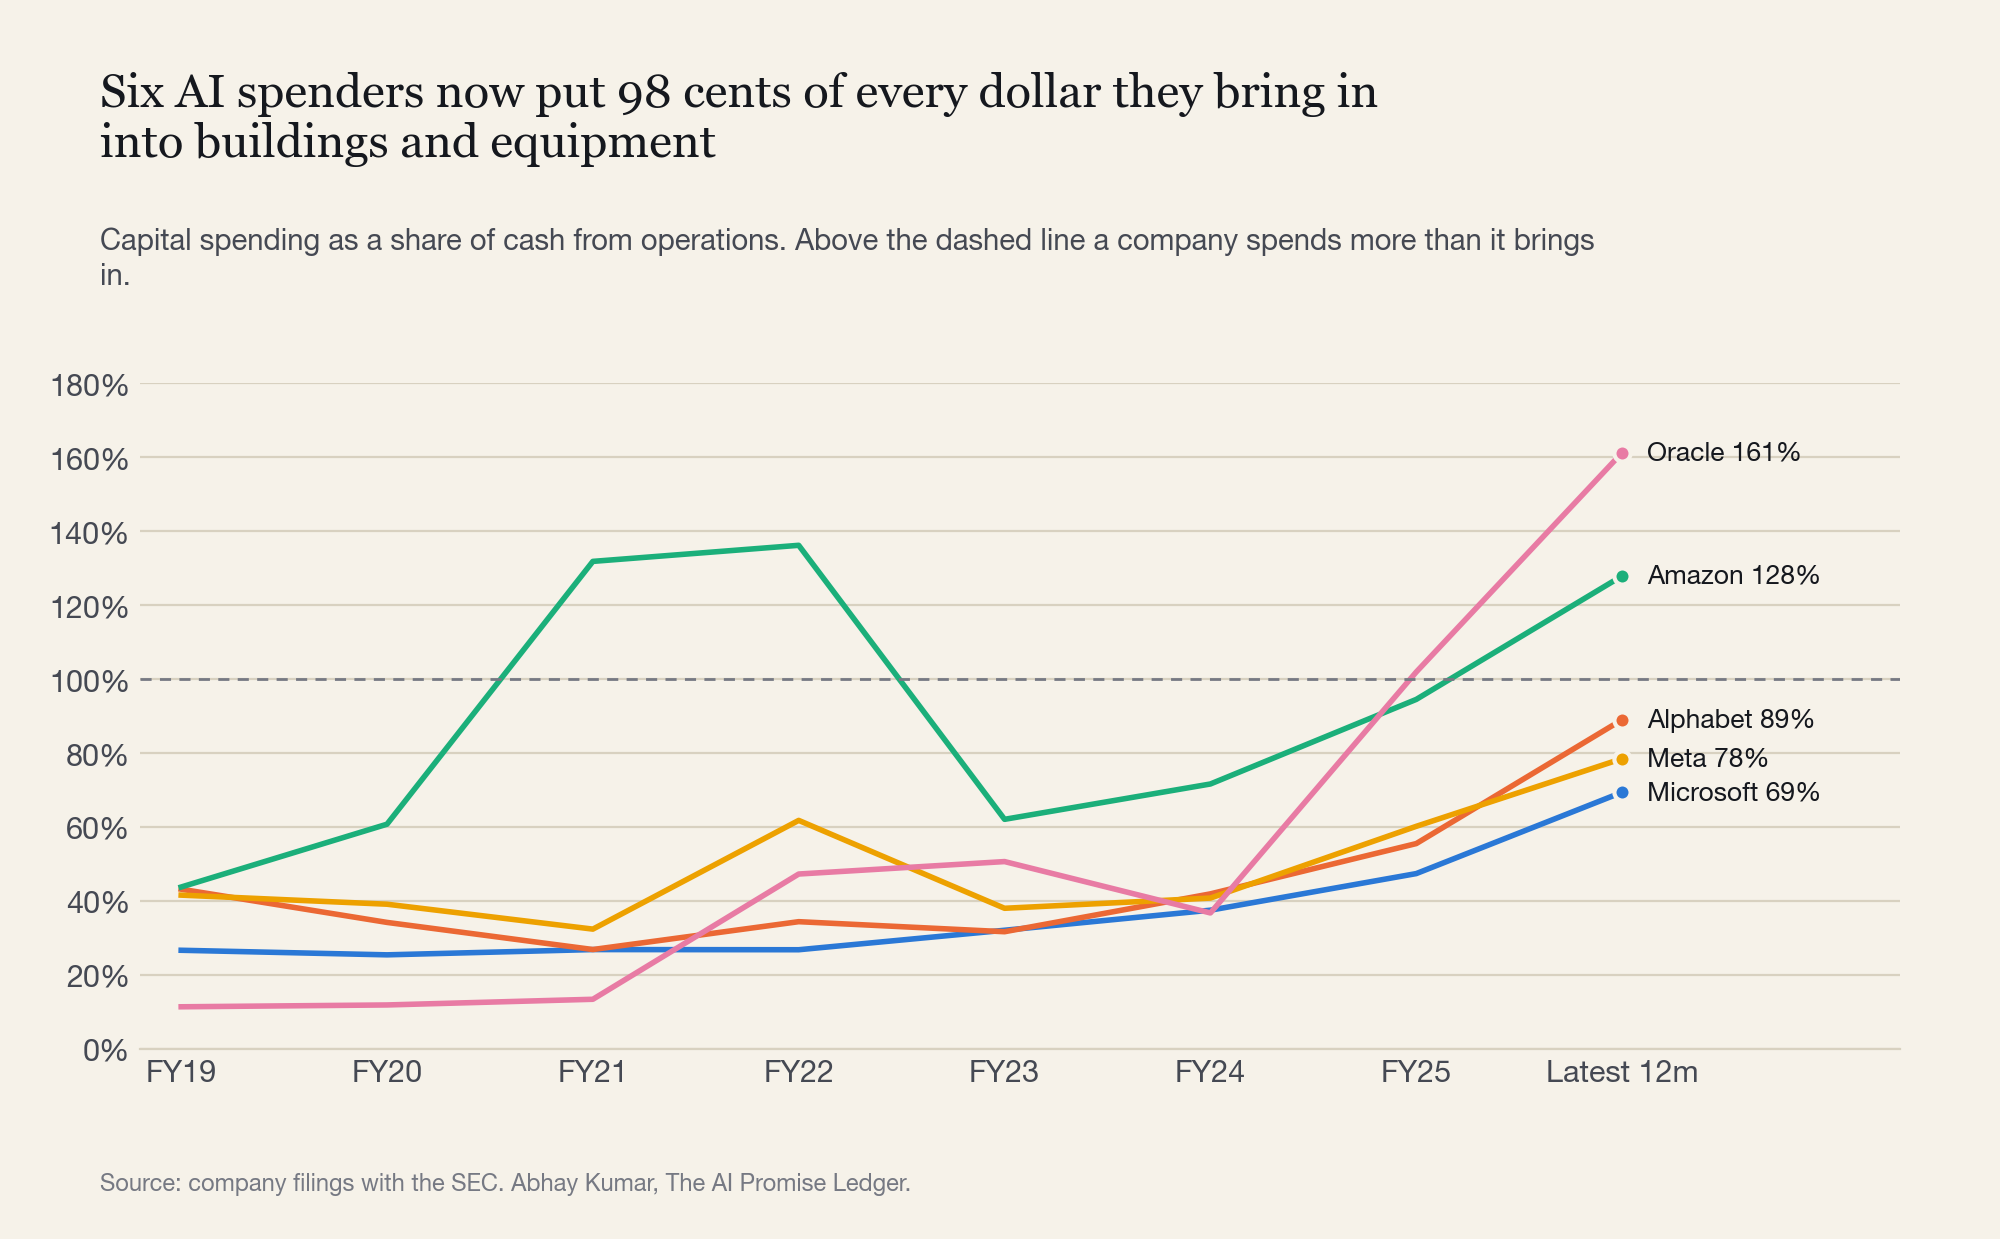 Six AI spenders now put 98 cents of every dollar they bring in
into buildings and equipment
Capital spending as a share of cash from operations. Above the dashed line a company spends more than it brings
in.
180%
160%
140%
120%
100%
80%
60%
40%
20%
0%
Oracle 161%
Amazon 128%
Alphabet 89%
Meta 78%
Microsoft 69%
FY19 FY20 FY21 FY22 FY23 FY24 FY25 Latest 12m
Source: company filings with the SEC. Abhay Kumar, The AI Promise Ledger.